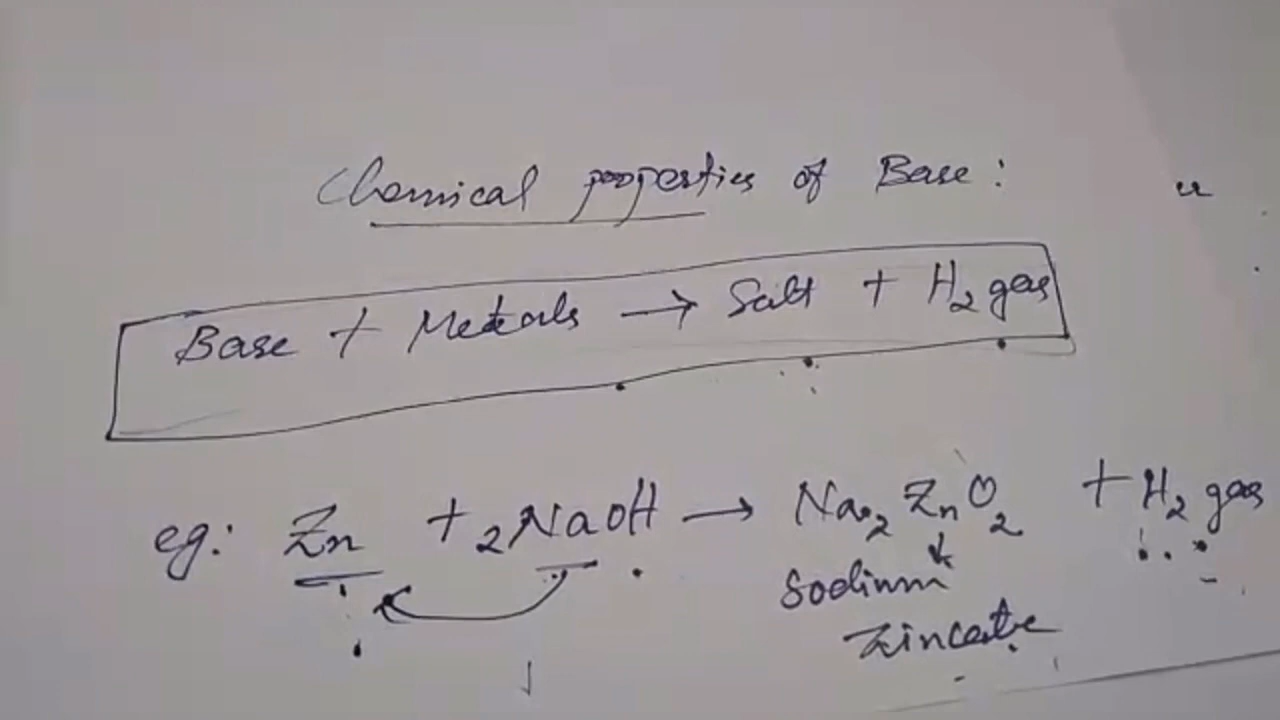 Chemical properties of Base:
Base + Metals → Salt + H₂ gas
eg: Zn + 2NaOH → Na₂ZnO₂ + H₂ gas
Sodium
Zincate